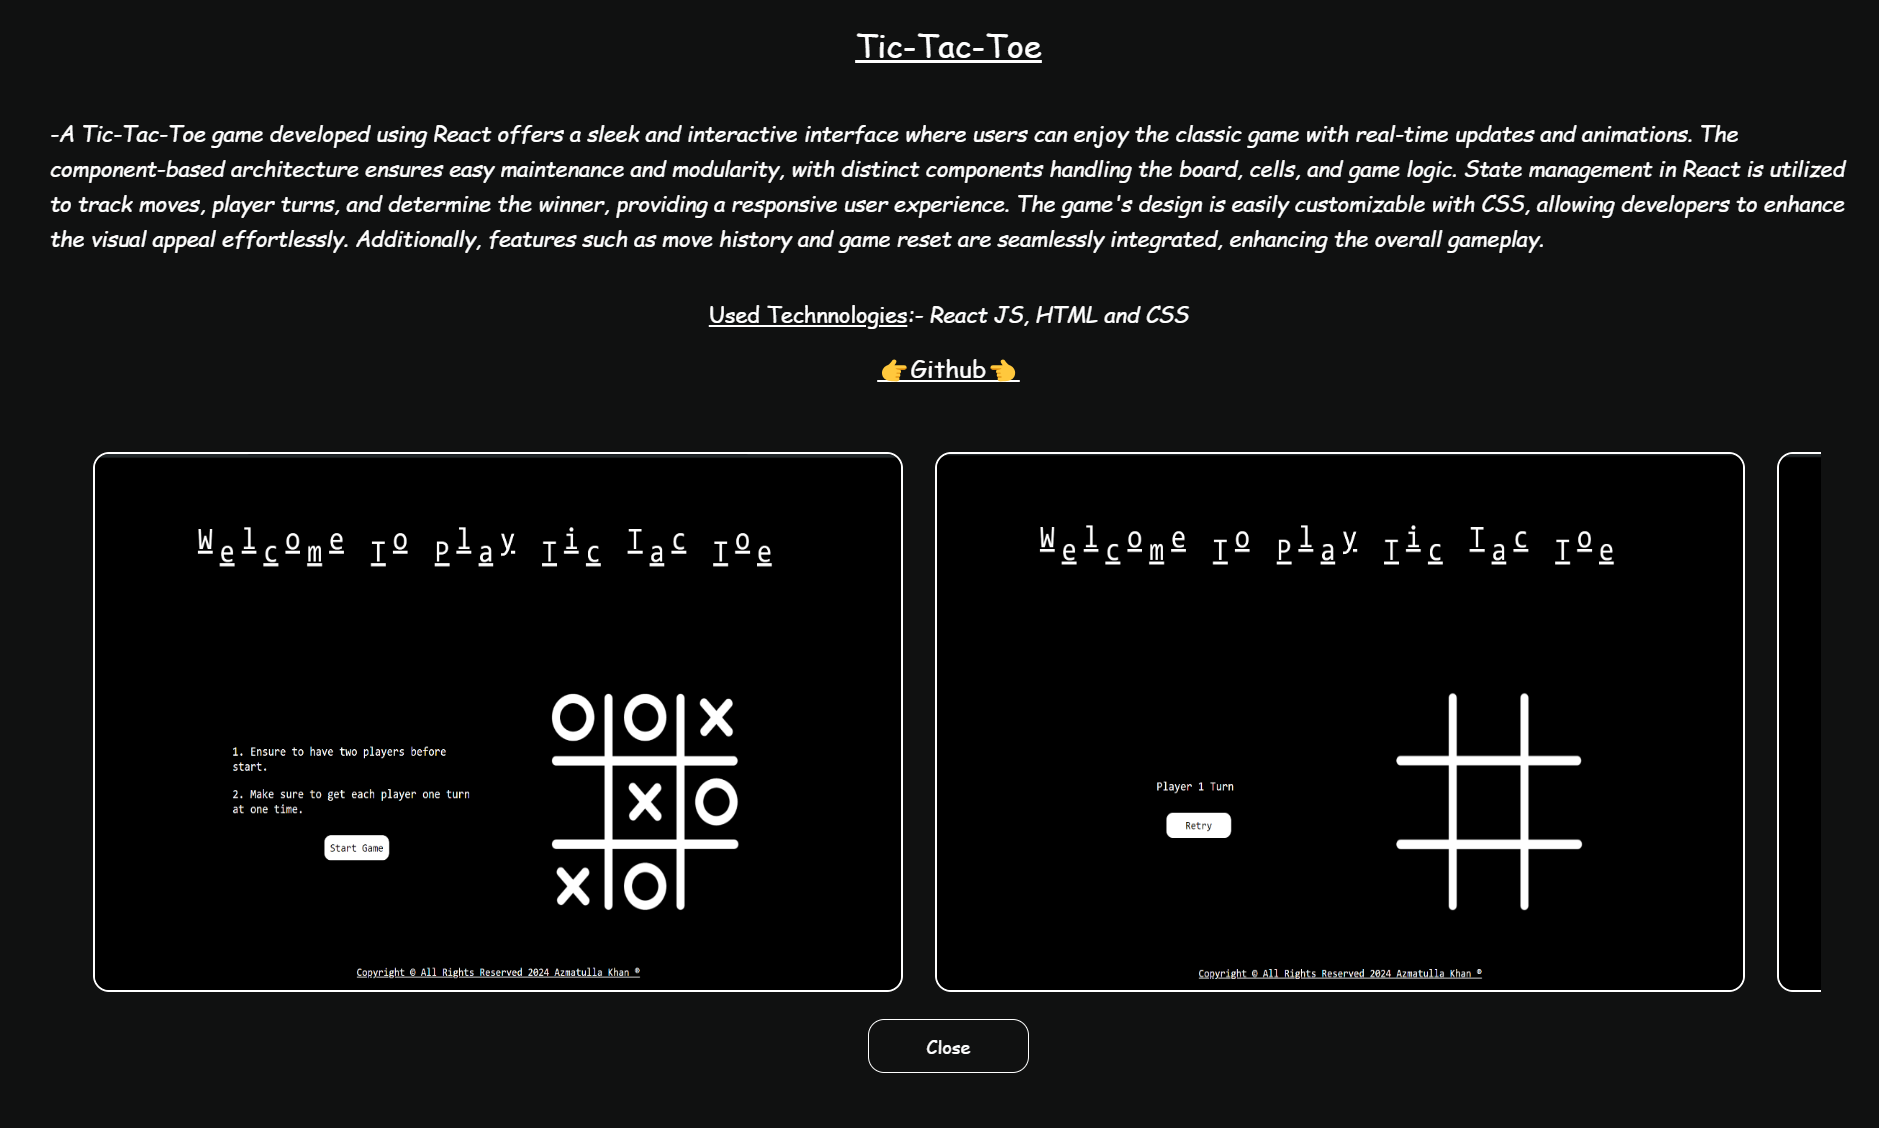 Tic-Tac-Toe
-A Tic-Tac-Toe game developed using React offers a sleek and interactive interface where users can enjoy the classic game with real-time updates and animations. The
component-based architecture ensures easy maintenance and modularity, with distinct components handling the board, cells, and game logic. State management in React is utilized
to track moves, player turns, and determine the winner, providing a responsive user experience. The game's design is easily customizable with CSS, allowing developers to enhance
the visual appeal effortlessly. Additionally, features such as move history and game reset are seamlessly integrated, enhancing the overall gameplay.
Used Technnologies:- React JS, HTML and CSS
👉Github👈
Welcome To Play Tic Tac Toe
1. Ensure to have two players before
start.
2. Make sure to get each player one turn
at one time.
Start Game
O O X
X O
X O
Copyright © All Rights Reserved 2024 Azmatulla Khan ®
Welcome To Play Tic Tac Toe
Player 1 Turn
Retry
Copyright © All Rights Reserved 2024 Azmatulla Khan ®
Close